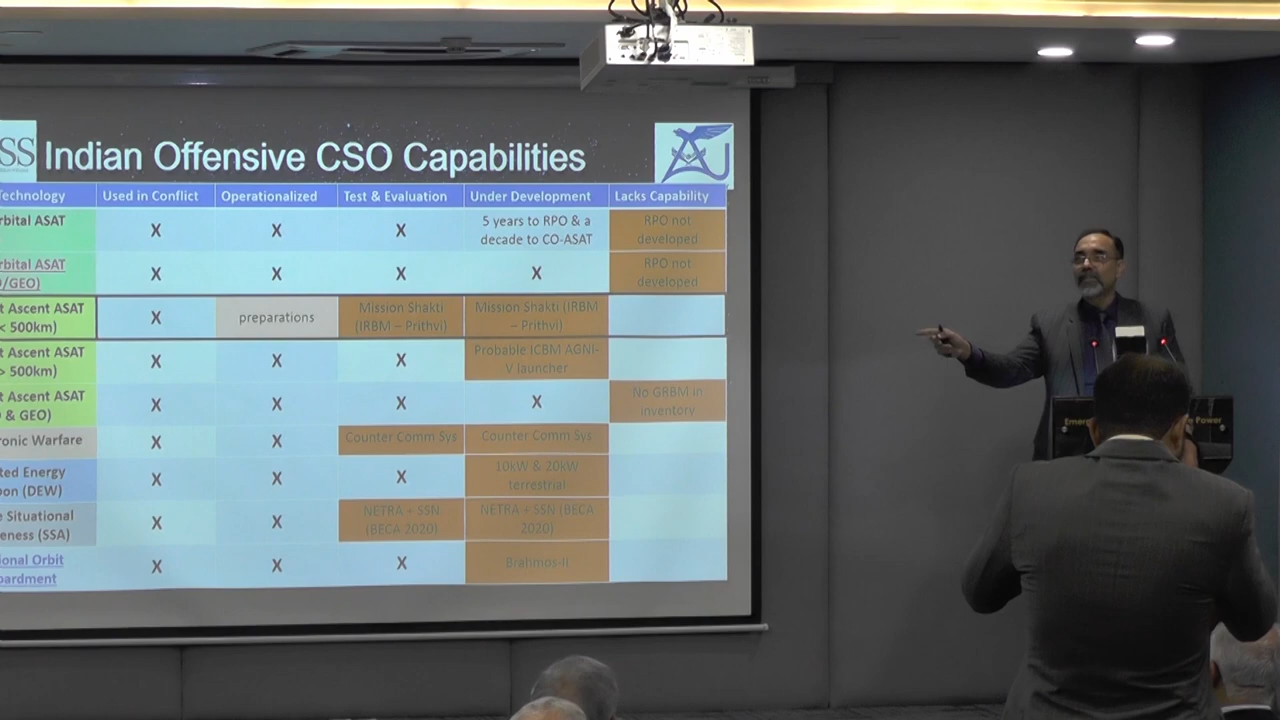 SS Indian Offensive CSO Capabilities
Technology Used in Conflict Operationalized Test & Evaluation Under Development Lacks Capability
rbital ASAT X X X 5 years to RPO & a decade to CO-ASAT RPO not developed
rbital ASAT O/GEO) X X X X RPO not developed
t Ascent ASAT < 500km) X preparations Mission Shakti (IRBM – Prithvi) Mission Shakti (IRBM – Prithvi)
t Ascent ASAT > 500km) X X X Probable ICBM AGNI-V launcher
t Ascent ASAT O & GEO) X X X X No GRBM in inventory
ronic Warfare X X Counter Comm Sys Counter Comm Sys
ted Energy pon (DEW) X X X 10kW & 20kW terrestrial
e Situational eness (SSA) X X NETRA + SSN (BECA 2020) NETRA + SSN (BECA 2020)
ional Orbit bardment X X X Brahmos-II
Emer
Power